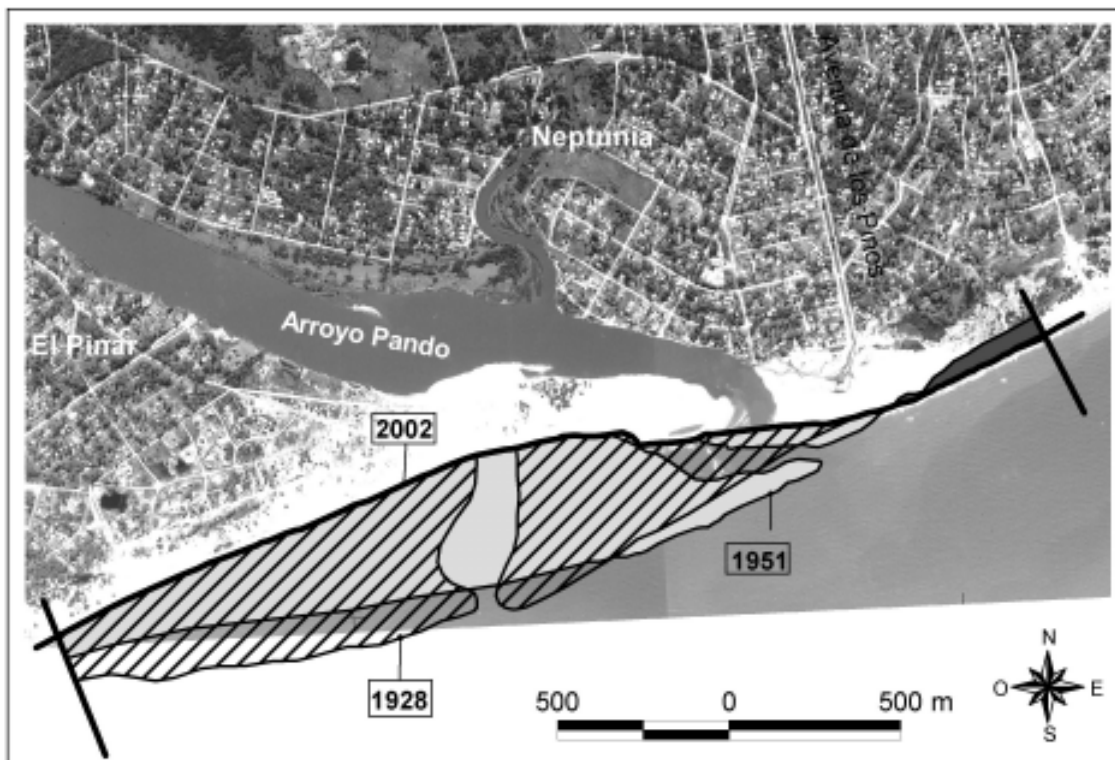 Neptunia
Avenida de los Pinos
Arroyo Pando
El Pinar
2002
1951
1928
500 0 500 m
N
O E
S